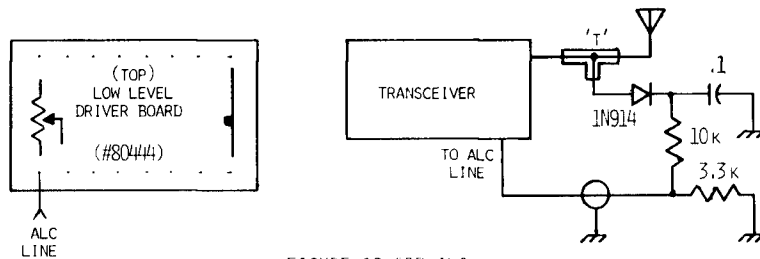 (TOP)
LOW LEVEL
DRIVER BOARD
(#80444)
ALC
LINE
TRANSCEIVER
'T'
1N914
.1
10K
3.3K
TO ALC
LINE